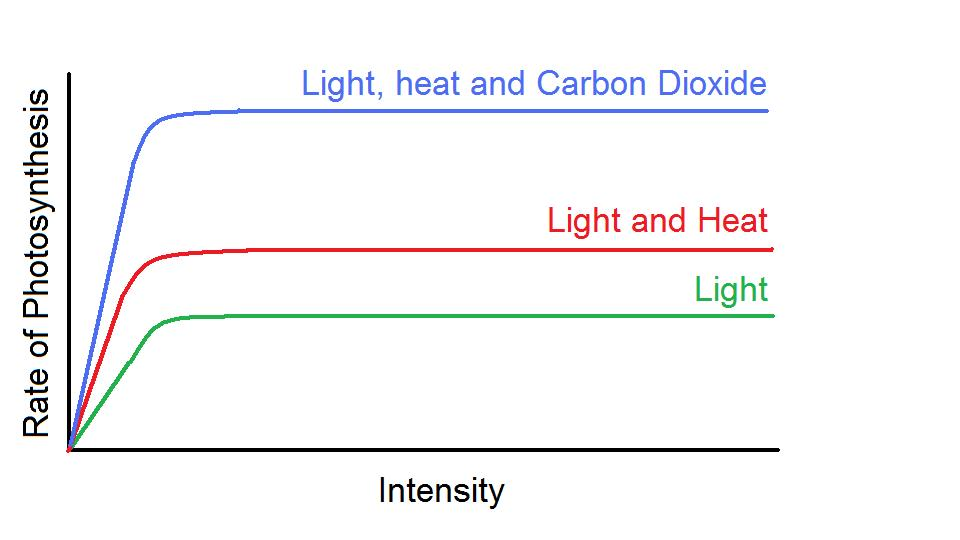 Rate of Photosynthesis
Light, heat and Carbon Dioxide
Light and Heat
Light
Intensity